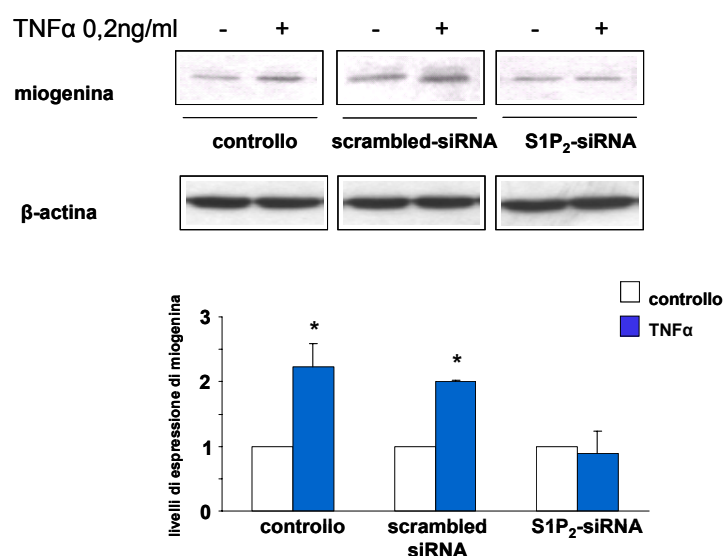 TNFα 0,2ng/ml - + - + - +
miogenina
controllo scrambled-siRNA S1P₂-siRNA
β-actina
controllo
TNFα
livelli di espressione di miogenina
3
2
1
0
* *
controllo scrambled siRNA S1P₂-siRNA